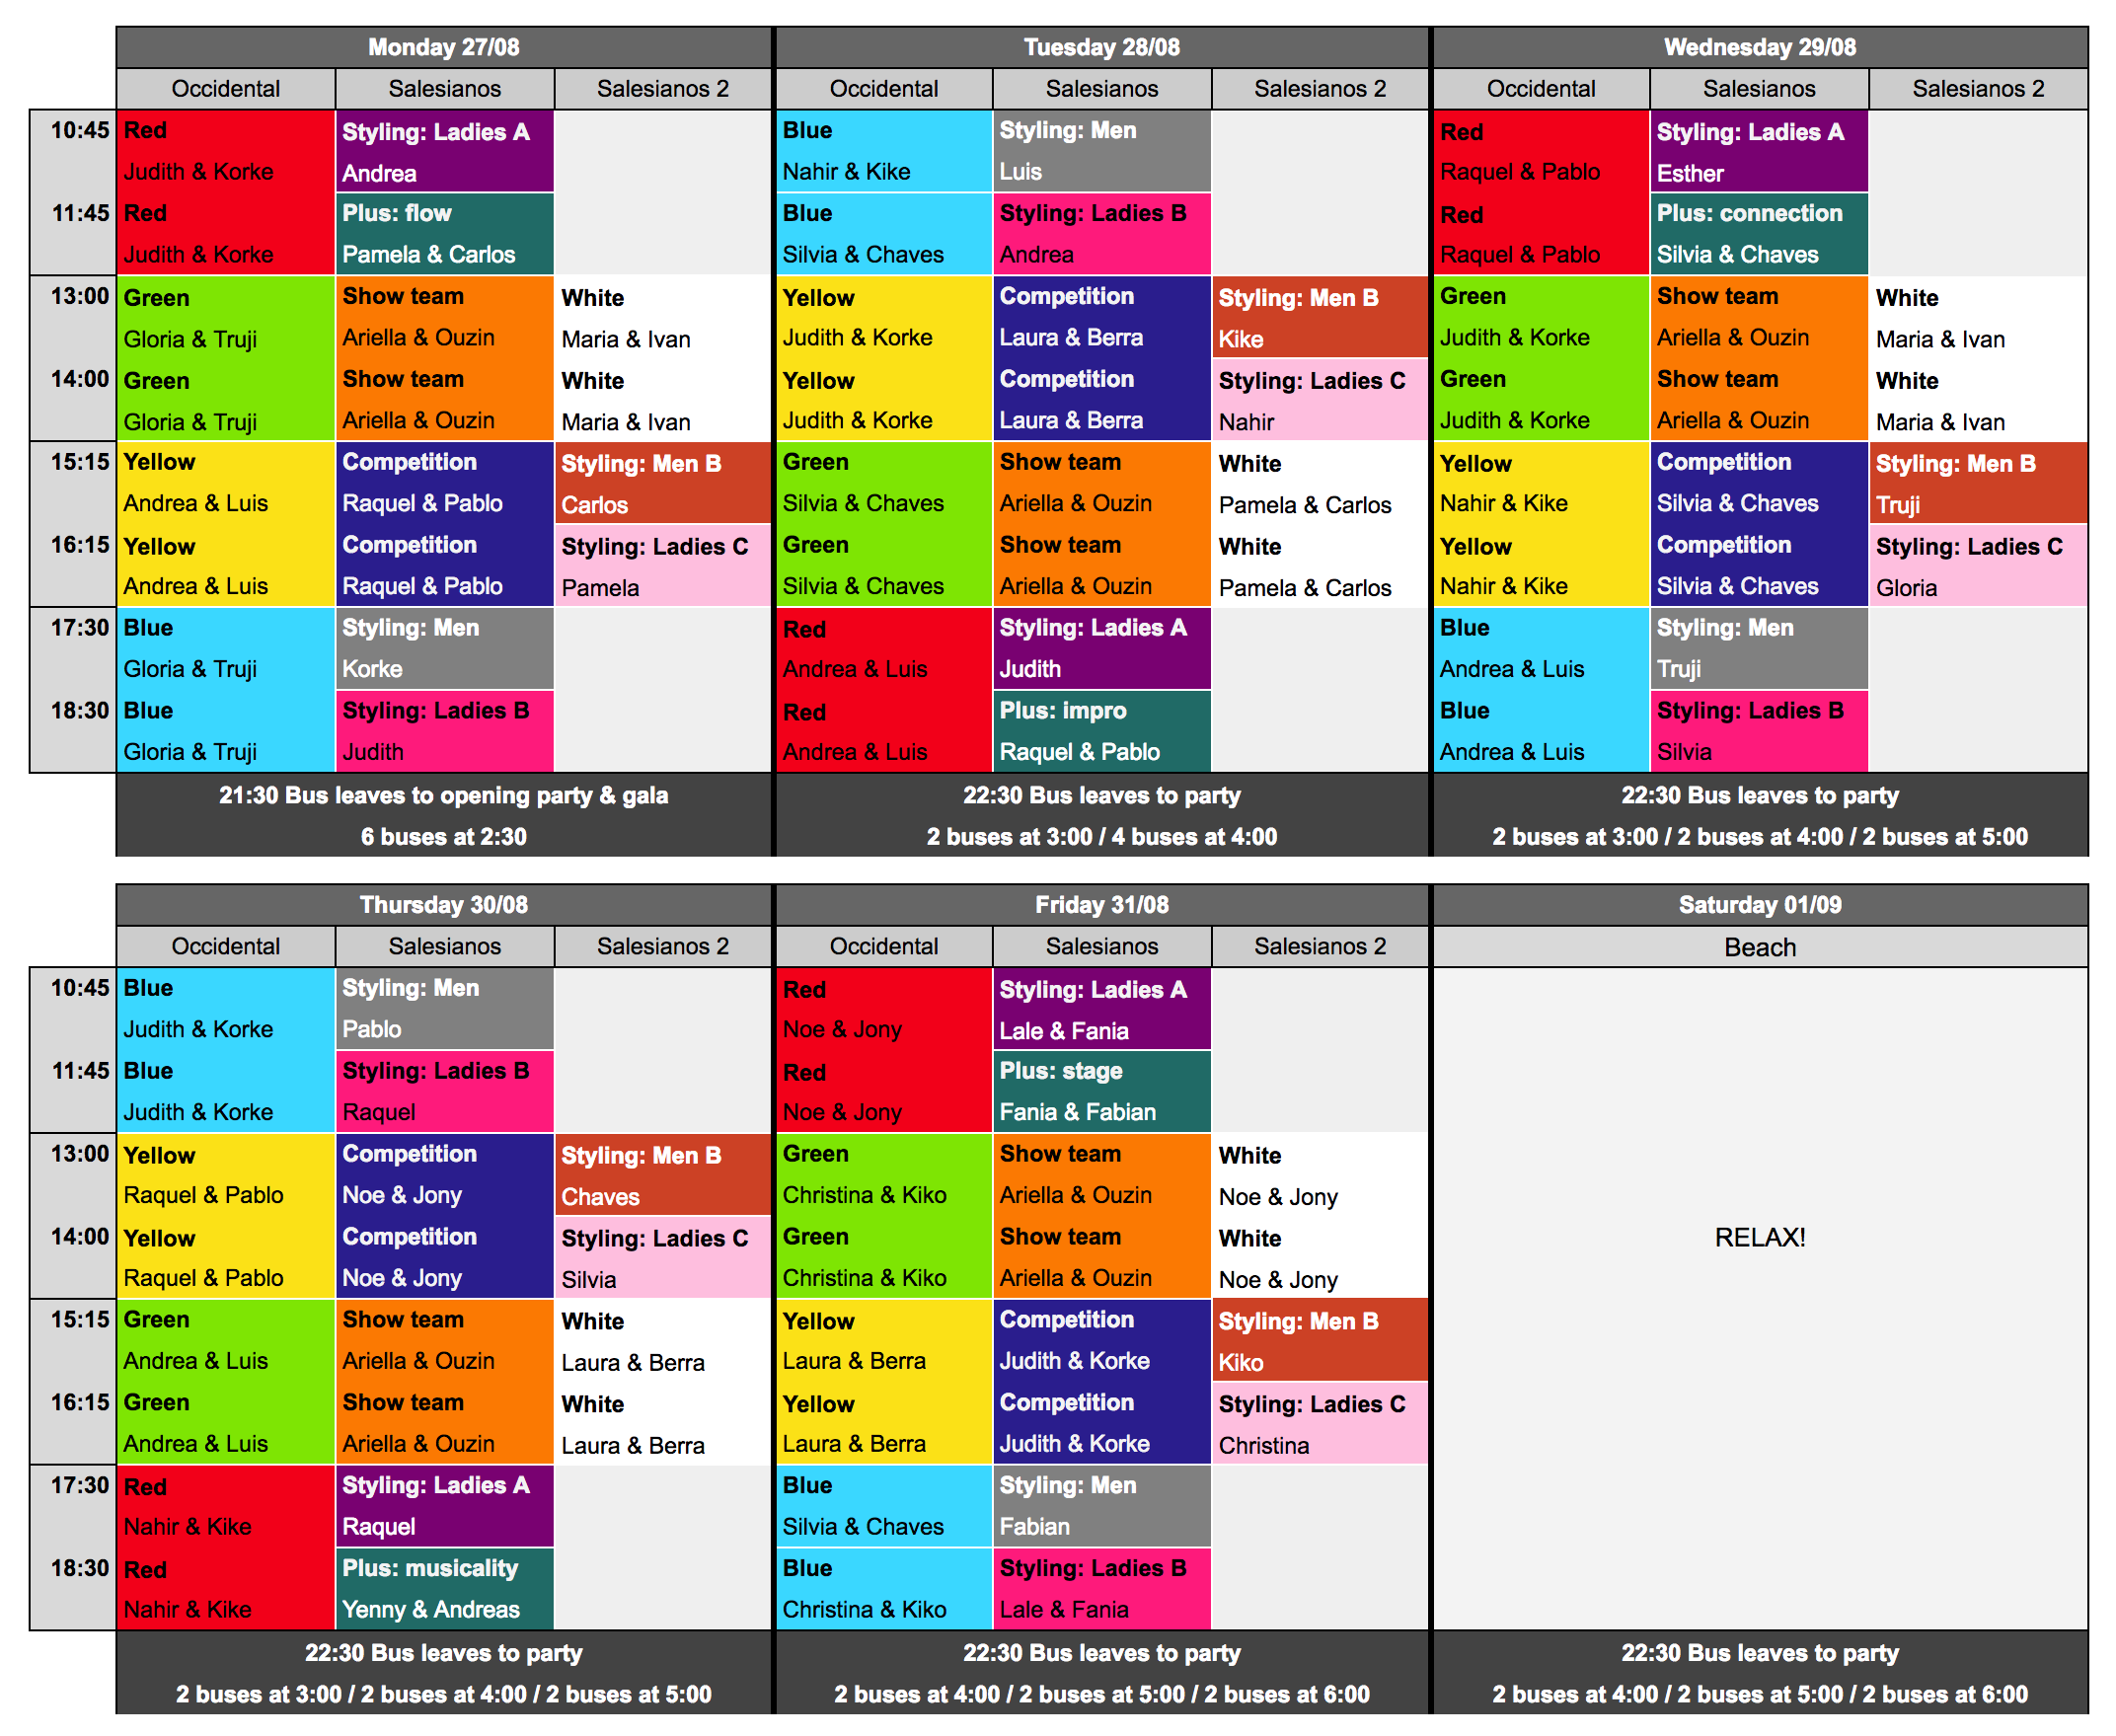 Monday 27/08 Tuesday 28/08 Wednesday 29/08
Occidental Salesianos Salesianos 2 Occidental Salesianos Salesianos 2 Occidental Salesianos Salesianos 2
10:45 Red Styling: Ladies A Blue Styling: Men Red Styling: Ladies A
Judith & Korke Andrea Nahir & Kike Luis Raquel & Pablo Esther
11:45 Red Plus: flow Blue Styling: Ladies B Red Plus: connection
Judith & Korke Pamela & Carlos Silvia & Chaves Andrea Raquel & Pablo Silvia & Chaves
13:00 Green Show team White Yellow Competition Styling: Men B Green Show team White
Gloria & Truji Ariella & Ouzin Maria & Ivan Judith & Korke Laura & Berra Kike Judith & Korke Ariella & Ouzin Maria & Ivan
14:00 Green Show team White Yellow Competition Styling: Ladies C Green Show team White
Gloria & Truji Ariella & Ouzin Maria & Ivan Judith & Korke Laura & Berra Nahir Judith & Korke Ariella & Ouzin Maria & Ivan
15:15 Yellow Competition Styling: Men B Green Show team White Yellow Competition Styling: Men B
Andrea & Luis Raquel & Pablo Carlos Silvia & Chaves Ariella & Ouzin Pamela & Carlos Nahir & Kike Silvia & Chaves Truji
16:15 Yellow Competition Styling: Ladies C Green Show team White Yellow Competition Styling: Ladies C
Andrea & Luis Raquel & Pablo Pamela Silvia & Chaves Ariella & Ouzin Pamela & Carlos Nahir & Kike Silvia & Chaves Gloria
17:30 Blue Styling: Men Red Styling: Ladies A Blue Styling: Men
Gloria & Truji Korke Andrea & Luis Judith Andrea & Luis Truji
18:30 Blue Styling: Ladies B Red Plus: impro Blue Styling: Ladies B
Gloria & Truji Judith Andrea & Luis Raquel & Pablo Andrea & Luis Silvia
21:30 Bus leaves to opening party & gala 22:30 Bus leaves to party 22:30 Bus leaves to party
6 buses at 2:30 2 buses at 3:00 / 4 buses at 4:00 2 buses at 3:00 / 2 buses at 4:00 / 2 buses at 5:00
Thursday 30/08 Friday 31/08 Saturday 01/09
Occidental Salesianos Salesianos 2 Occidental Salesianos Salesianos 2 Beach
10:45 Blue Styling: Men Red Styling: Ladies A
Judith & Korke Pablo Noe & Jony Lale & Fania
11:45 Blue Styling: Ladies B Red Plus: stage
Judith & Korke Raquel Noe & Jony Fania & Fabian
13:00 Yellow Competition Styling: Men B Green Show team White
Raquel & Pablo Noe & Jony Chaves Christina & Kiko Ariella & Ouzin Noe & Jony
14:00 Yellow Competition Styling: Ladies C Green Show team White RELAX!
Raquel & Pablo Noe & Jony Silvia Christina & Kiko Ariella & Ouzin Noe & Jony
15:15 Green Show team White Yellow Competition Styling: Men B
Andrea & Luis Ariella & Ouzin Laura & Berra Laura & Berra Judith & Korke Kiko
16:15 Green Show team White Yellow Competition Styling: Ladies C
Andrea & Luis Ariella & Ouzin Laura & Berra Laura & Berra Judith & Korke Christina
17:30 Red Styling: Ladies A Blue Styling: Men
Nahir & Kike Raquel Silvia & Chaves Fabian
18:30 Red Plus: musicality Blue Styling: Ladies B
Nahir & Kike Yenny & Andreas Christina & Kiko Lale & Fania
22:30 Bus leaves to party 22:30 Bus leaves to party 22:30 Bus leaves to party
2 buses at 3:00 / 2 buses at 4:00 / 2 buses at 5:00 2 buses at 4:00 / 2 buses at 5:00 / 2 buses at 6:00 2 buses at 4:00 / 2 buses at 5:00 / 2 buses at 6:00